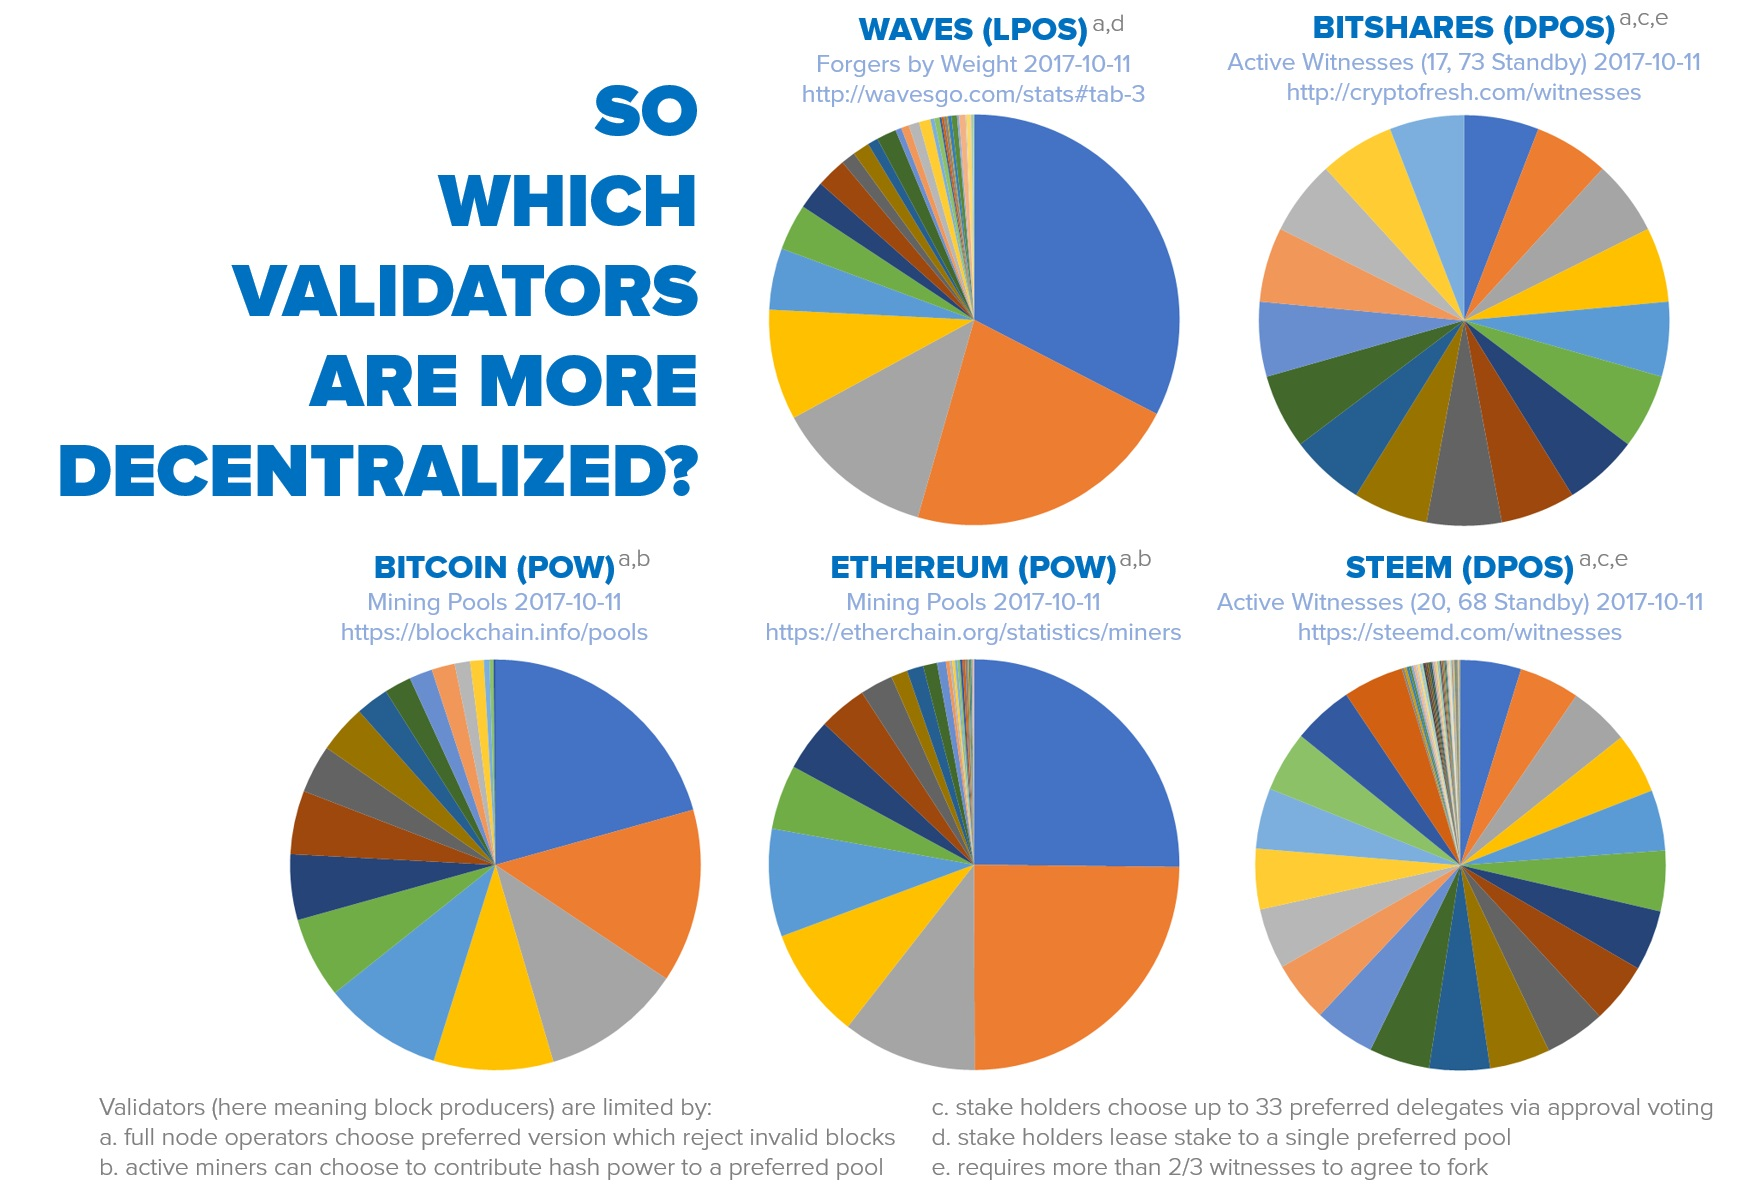 SO
WHICH
VALIDATORS
ARE MORE
DECENTRALIZED?
WAVES (LPOS) a,d
Forgers by Weight 2017-10-11
http://wavesgo.com/stats#tab-3
BITSHARES (DPOS) a,c,e
Active Witnesses (17, 73 Standby) 2017-10-11
http://cryptofresh.com/witnesses
BITCOIN (POW) a,b
Mining Pools 2017-10-11
https://blockchain.info/pools
ETHEREUM (POW) a,b
Mining Pools 2017-10-11
https://etherchain.org/statistics/miners
STEEM (DPOS) a,c,e
Active Witnesses (20, 68 Standby) 2017-10-11
https://steemd.com/witnesses
Validators (here meaning block producers) are limited by:
a. full node operators choose preferred version which reject invalid blocks
b. active miners can choose to contribute hash power to a preferred pool
c. stake holders choose up to 33 preferred delegates via approval voting
d. stake holders lease stake to a single preferred pool
e. requires more than 2/3 witnesses to agree to fork